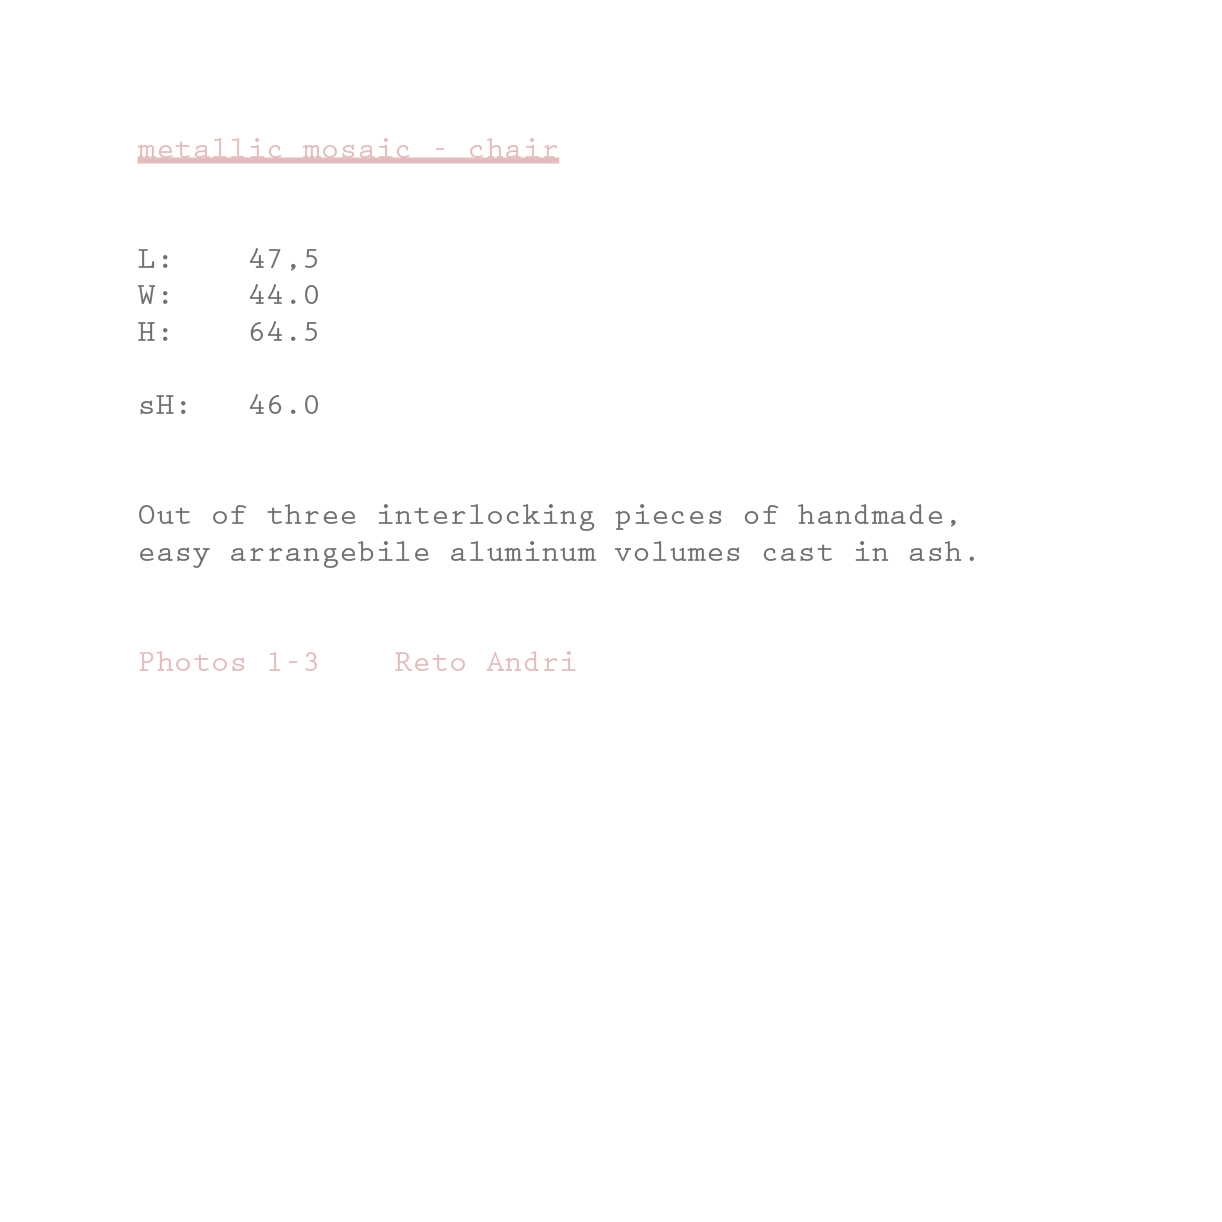 metallic mosaic - chair
L: 47,5
W: 44.0
H: 64.5
sH: 46.0
Out of three interlocking pieces of handmade,
easy arrangebile aluminum volumes cast in ash.
Photos 1-3 Reto Andri